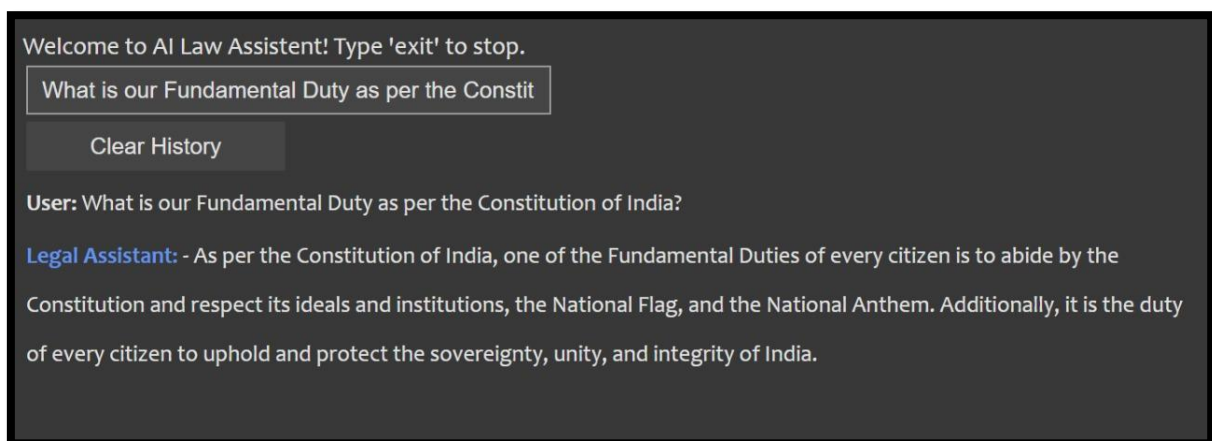 Welcome to AI Law Assistent! Type 'exit' to stop.
What is our Fundamental Duty as per the Constit
Clear History
User: What is our Fundamental Duty as per the Constitution of India?
Legal Assistant: - As per the Constitution of India, one of the Fundamental Duties of every citizen is to abide by the
Constitution and respect its ideals and institutions, the National Flag, and the National Anthem. Additionally, it is the duty
of every citizen to uphold and protect the sovereignty, unity, and integrity of India.